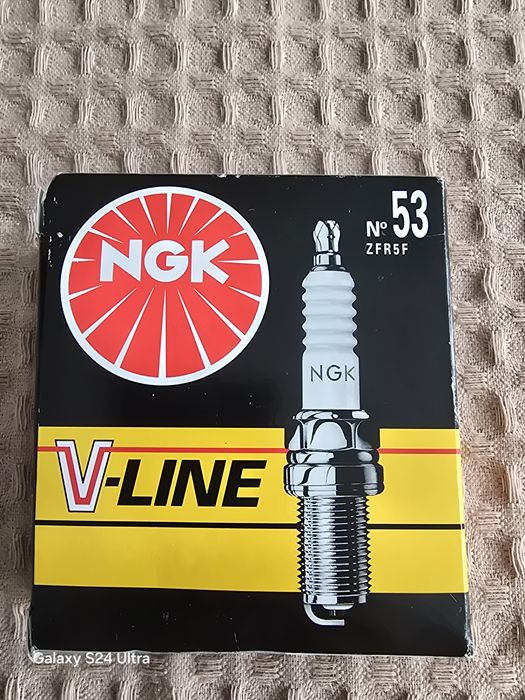 NGK
Nº 53
ZFR5F
NGK
V-LINE
Galaxy S24 Ultra